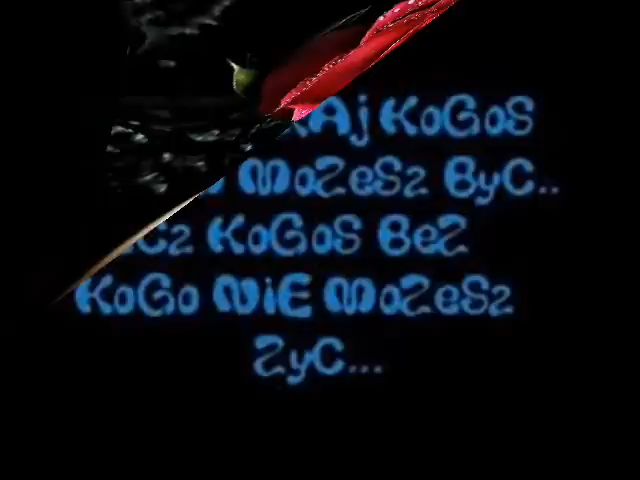 KoGoS
MoZeSz ByC..
KoGoS BeZ
KoGo NiE MoZeSz
ZyC...